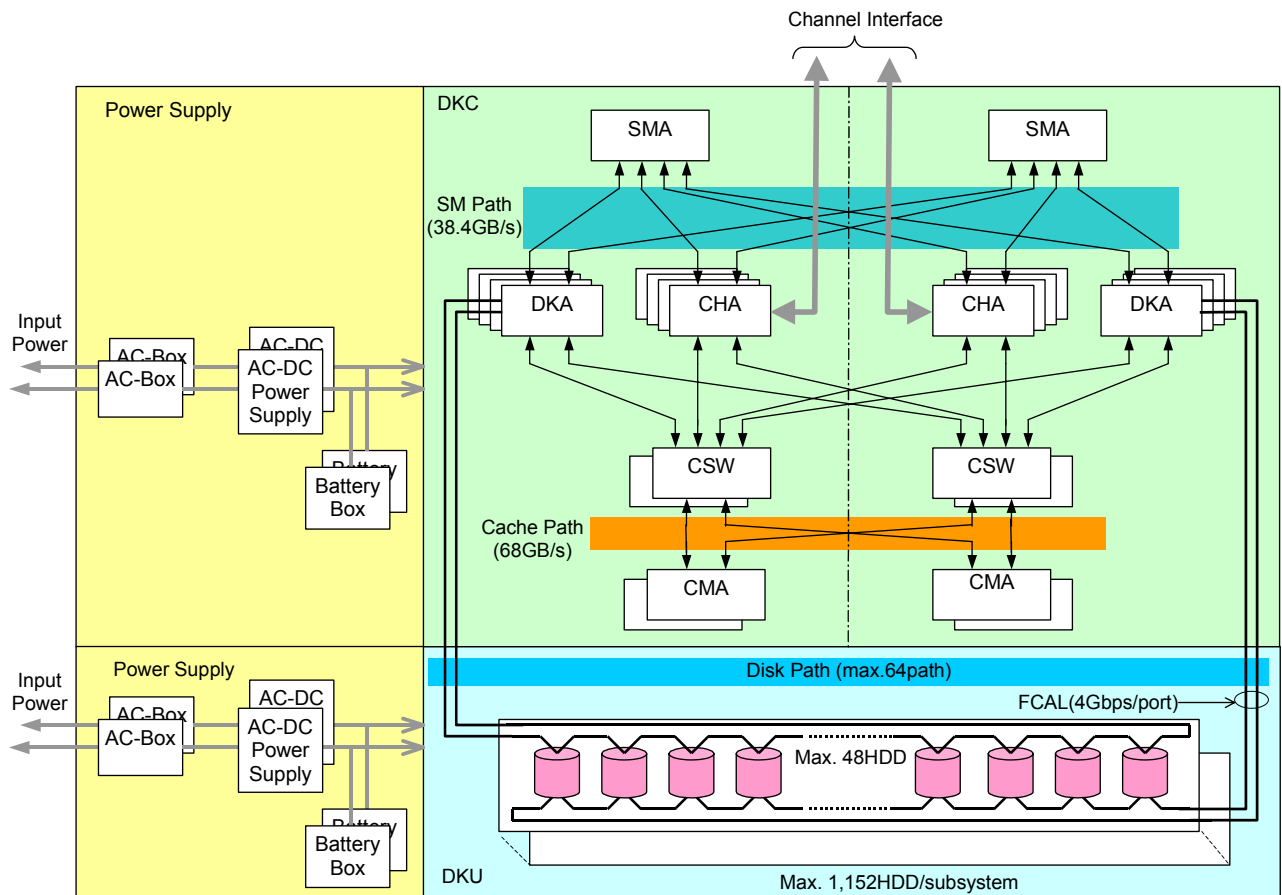 Channel Interface
Power Supply
DKC
SMA
SMA
SM Path
(38.4GB/s)
DKA
CHA
CHA
DKA
Input
Power
AC-Box
AC-Box
AC-DC
AC-DC
Power
Supply
Battery
Battery
Box
CSW
CSW
Cache Path
(68GB/s)
CMA
CMA
Power Supply
Disk Path (max.64path)
Input
Power
AC-Box
AC-Box
AC-DC
AC-DC
Power
Supply
Battery
Battery
Box
FCAL(4Gbps/port)
Max. 48HDD
DKU
Max. 1,152HDD/subsystem